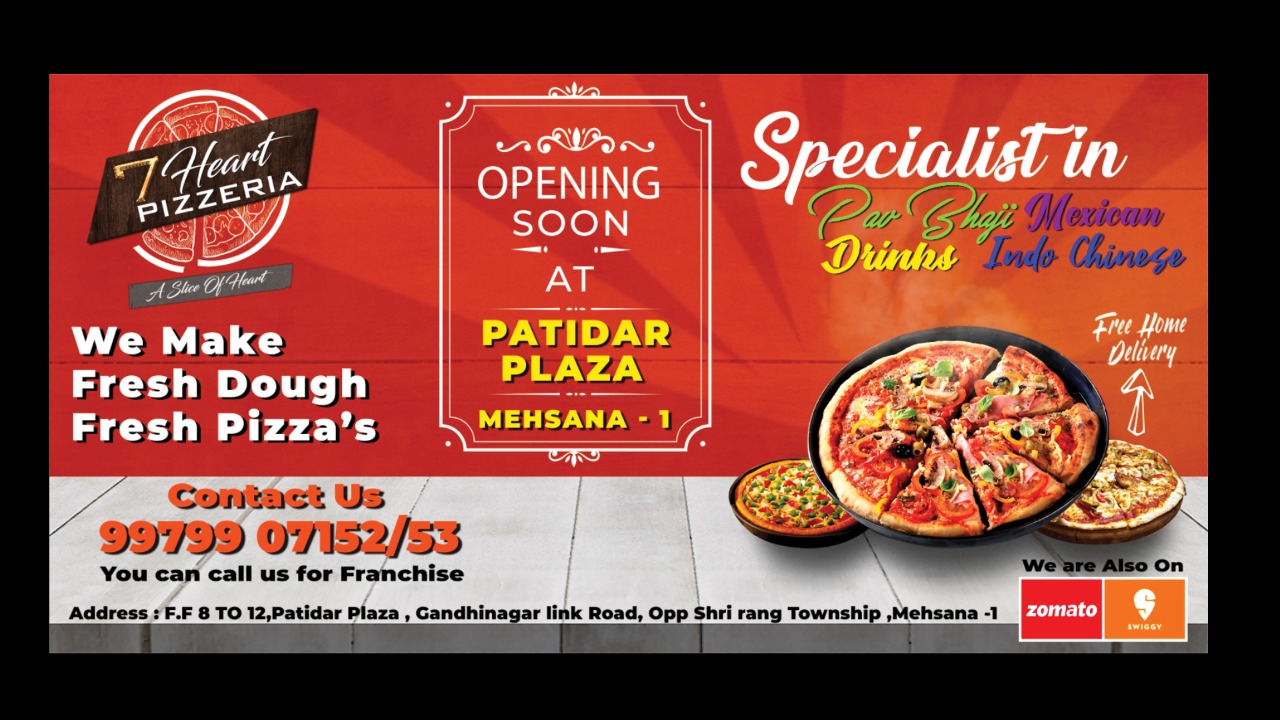 7 Heart
PIZZERIA
A Slice Of Heart
We Make
Fresh Dough
Fresh Pizza's
OPENING
SOON
AT
PATIDAR
PLAZA
MEHSANA - 1
Specialist in
Pav Bhaji Mexican
Drinks Indo Chinese
Free Home
Delivery
Contact Us
99799 07152/53
You can call us for Franchise
Address : F.F 8 TO 12,Patidar Plaza , Gandhinagar link Road, Opp Shri rang Township ,Mehsana -1
We are Also On
zomato
SWIGGY